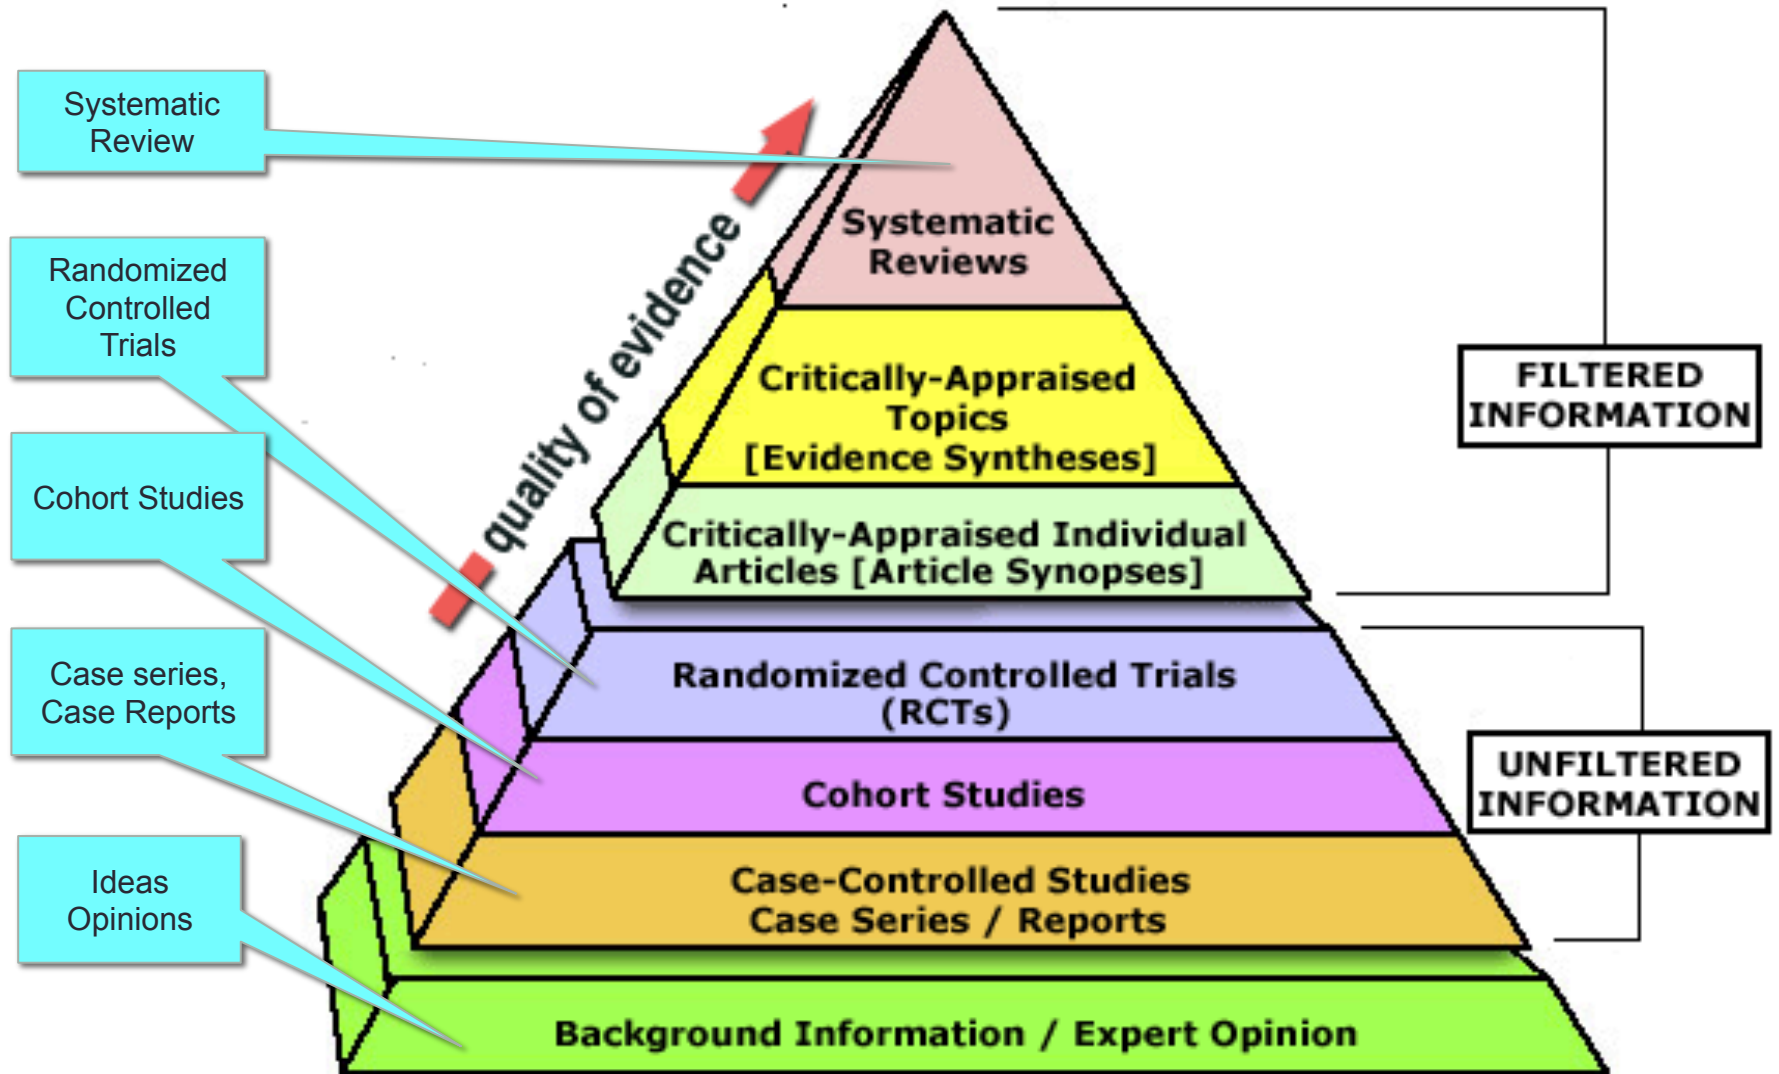 Systematic
Review
Randomized
Controlled
Trials
Cohort Studies
Case series,
Case Reports
Ideas
Opinions
quality of evidence
Systematic
Reviews
Critically-Appraised
Topics
[Evidence Syntheses]
Critically-Appraised Individual
Articles [Article Synopses]
Randomized Controlled Trials
(RCTs)
Cohort Studies
Case-Controlled Studies
Case Series / Reports
Background Information / Expert Opinion
FILTERED
INFORMATION
UNFILTERED
INFORMATION